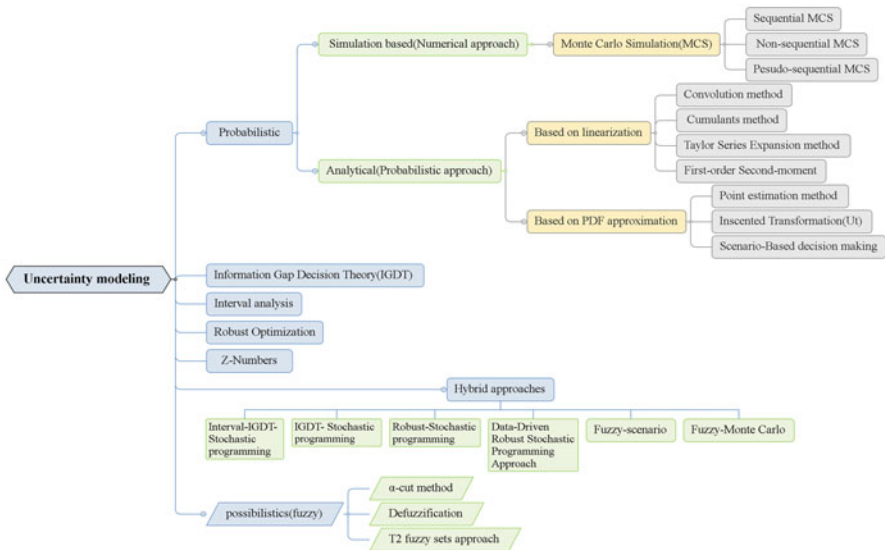 Sequential MCS
Simulation based(Numerical approach)
Monte Carlo Simulation(MCS)
Non-sequential MCS
Pesudo-sequential MCS
Convolution method
Cumulants method
Probabilistic
Based on linearization
Taylor Series Expansion method
Analytical(Probabilistic approach)
First-order Second-moment
Point estimation method
Based on PDF approximation
Inscented Transformation(Ut)
Scenario-Based decision making
Uncertainty modeling
Information Gap Decision Theory(IGDT)
Interval analysis
Robust Optimization
Z-Numbers
Hybrid approaches
Interval-IGDT-
Stochastic
programming
IGDT- Stochastic
programming
Robust-Stochastic
programming
Data-Driven
Robust Stochastic
Programming
Approach
Fuzzy-scenario
Fuzzy-Monte Carlo
possibilistics(fuzzy)
α-cut method
Defuzzification
T2 fuzzy sets approach